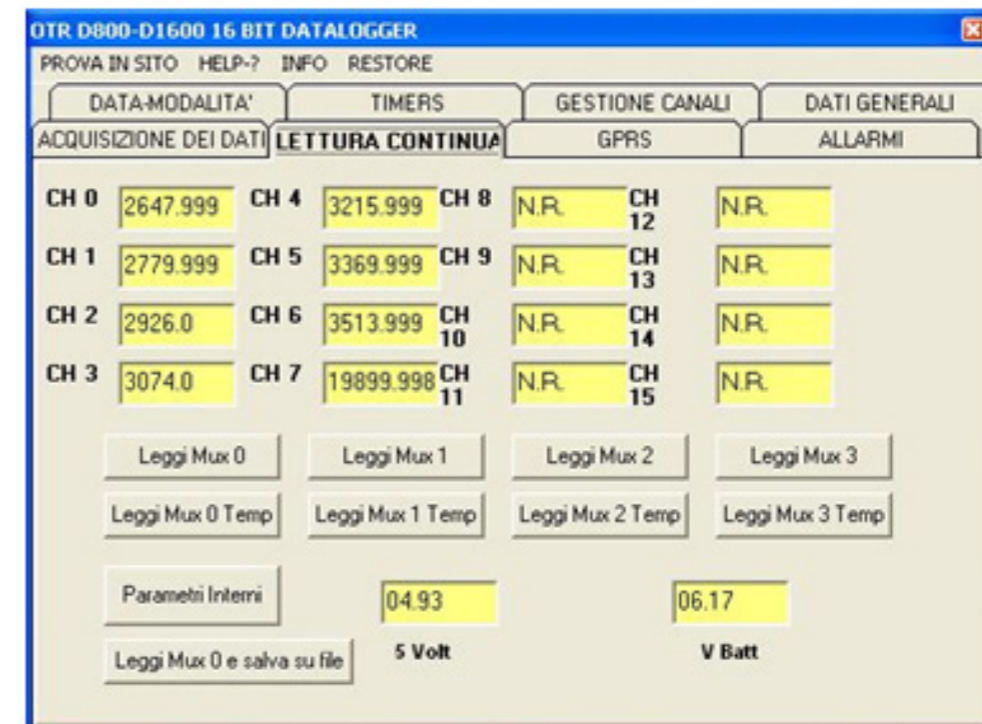 OTR D800-D1600 16 BIT DATALOGGER
PROVA IN SITO HELP-? INFO RESTORE
DATA-MODALITA' TIMERS GESTIONE CANALI DATI GENERALI
ACQUISIZIONE DEI DATI LETTURA CONTINUA GPRS ALLARMI
CH 0 2647.999 CH 4 3215.999 CH 8 N.R. CH 12 N.R.
CH 1 2779.999 CH 5 3369.999 CH 9 N.R. CH 13 N.R.
CH 2 2926.0 CH 6 3513.999 CH 10 N.R. CH 14 N.R.
CH 3 3074.0 CH 7 19899.998 CH 11 N.R. CH 15 N.R.
Leggi Mux 0 Leggi Mux 1 Leggi Mux 2 Leggi Mux 3
Leggi Mux 0 Temp Leggi Mux 1 Temp Leggi Mux 2 Temp Leggi Mux 3 Temp
Parametri Interni 04.93 06.17
Leggi Mux 0 e salva su file 5 Volt V Batt